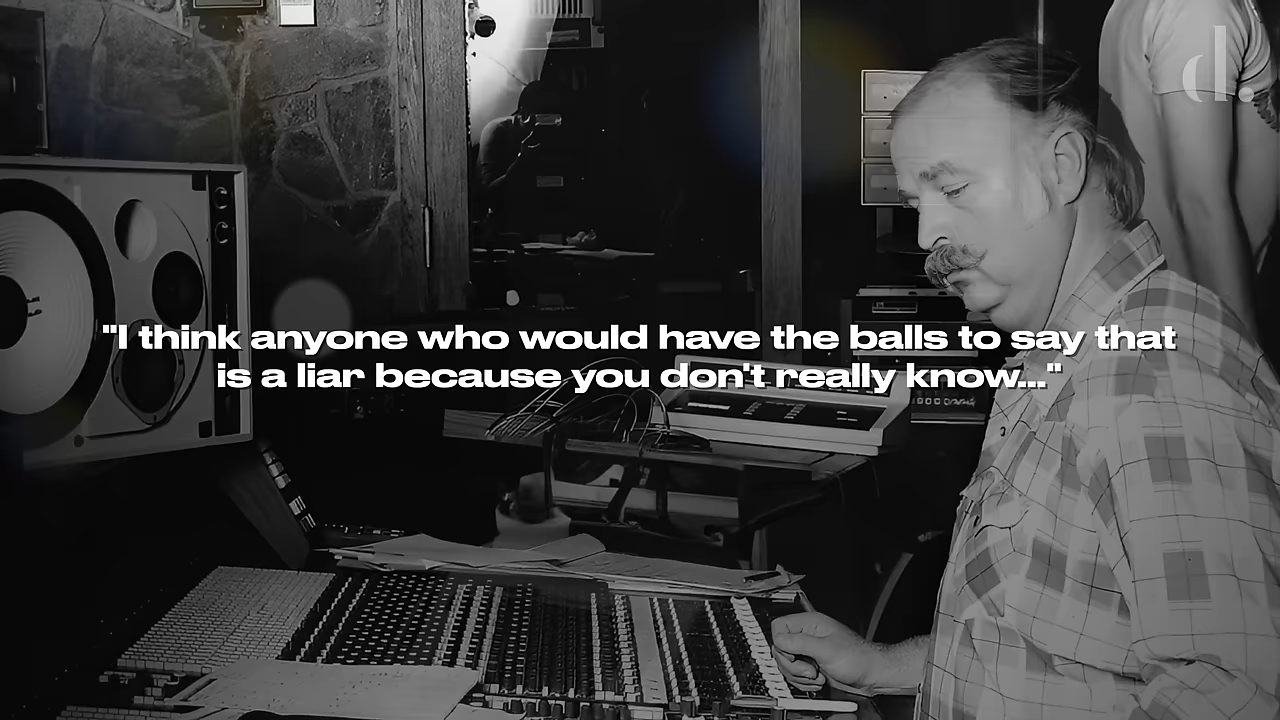 d.
"I think anyone who would have the balls to say that
is a liar because you don't really know..."